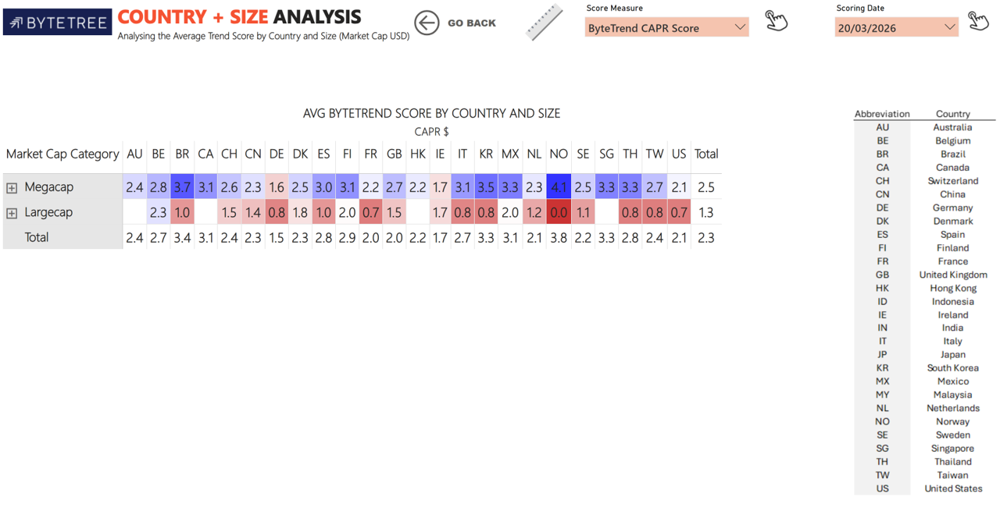 BYTETREE
COUNTRY + SIZE ANALYSIS
Analysing the Average Trend Score by Country and Size (Market Cap USD)
GO BACK
Score Measure
ByteTrend CAPR Score
Scoring Date
20/03/2026
AVG BYTETREND SCORE BY COUNTRY AND SIZE
CAPR $
Market Cap Category AU BE BR CA CH CN DE DK ES FI FR GB HK IE IT KR MX NL NO SE SG TH TW US Total
Megacap 2.4 2.8 3.7 3.1 2.6 2.3 1.6 2.5 3.0 3.1 2.2 2.7 2.2 1.7 3.1 3.5 3.3 2.3 4.1 2.5 3.3 3.3 2.7 2.1 2.5
Largecap 2.3 1.0 1.5 1.4 0.8 1.8 1.0 2.0 0.7 1.5 1.7 0.8 0.8 2.0 1.2 0.0 1.1 0.8 0.8 0.7 1.3
Total 2.4 2.7 3.4 3.1 2.4 2.3 1.5 2.3 2.8 2.9 2.0 2.0 2.2 1.7 2.7 3.3 3.1 2.1 3.8 2.2 3.3 2.8 2.4 2.1 2.3
Abbreviation Country
AU Australia
BE Belgium
BR Brazil
CA Canada
CH Switzerland
CN China
DE Germany
DK Denmark
ES Spain
FI Finland
FR France
GB United Kingdom
HK Hong Kong
ID Indonesia
IE Ireland
IN India
IT Italy
JP Japan
KR South Korea
MX Mexico
MY Malaysia
NL Netherlands
NO Norway
SE Sweden
SG Singapore
TH Thailand
TW Taiwan
US United States